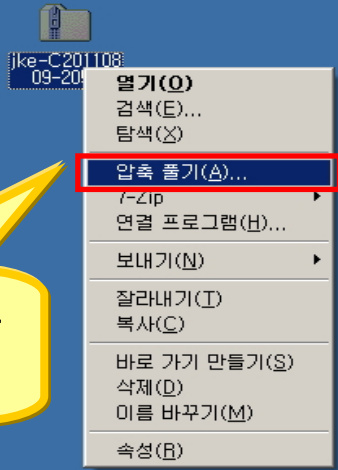 jke-C201108
09-20
열기(O)
검색(E)...
탐색(X)
압축 풀기(A)...
7-Zip
연결 프로그램(H)...
보내기(N)
잘라내기(T)
복사(C)
바로 가기 만들기(S)
삭제(D)
이름 바꾸기(M)
속성(R)